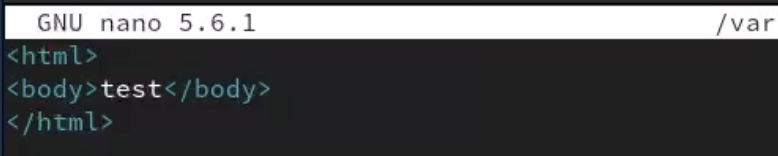 GNU nano 5.6.1 /var
<html>
<body>test</body>
</html>